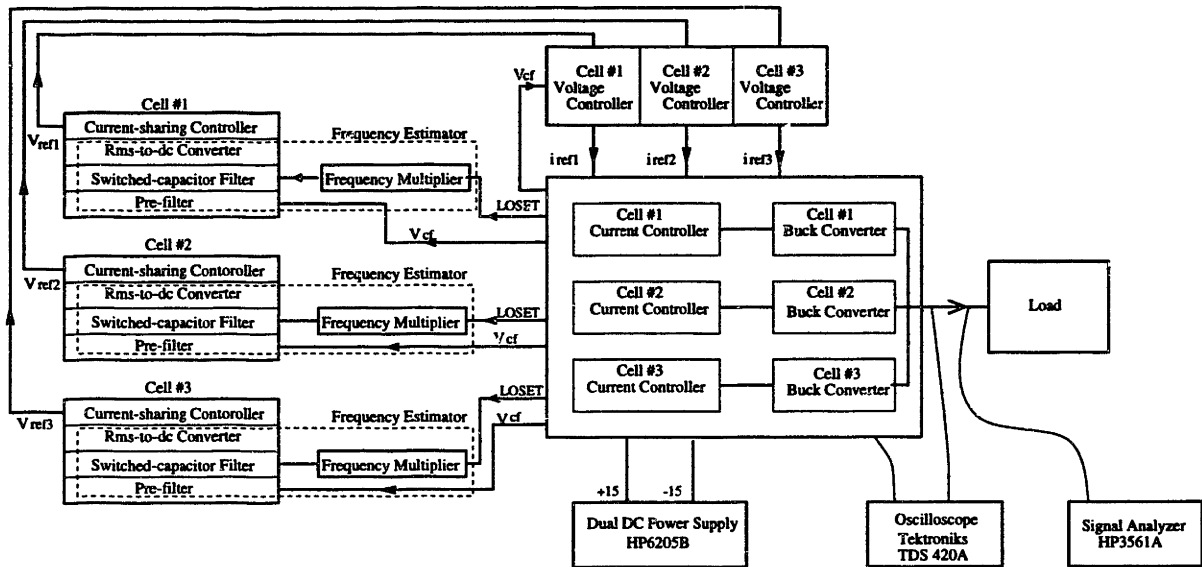 Vcf
Cell #1
Voltage
Controller
Cell #2
Voltage
Controller
Cell #3
Voltage
Controller
iref1
iref2
iref3
Cell #1
Vref1
Current-sharing Controller
Rms-to-dc Converter
Switched-capacitor Filter
Pre-filter
Frequency Estimator
Frequency Multiplier
LOSET
Vcf
Cell #2
Vref2
Current-sharing Contoroller
Rms-to-dc Converter
Switched-capacitor Filter
Pre-filter
Frequency Estimator
Frequency Multiplier
LOSET
Vcf
Cell #3
Vref3
Current-sharing Contoroller
Rms-to-dc Converter
Switched-capacitor Filter
Pre-filter
Frequency Estimator
Frequency Multiplier
LOSET
Vcf
Cell #1
Current Controller
Cell #1
Buck Converter
Cell #2
Current Controller
Cell #2
Buck Converter
Cell #3
Current Controller
Cell #3
Buck Converter
Load
+15
-15
Dual DC Power Supply
HP6205B
Oscilloscope
Tektroniks
TDS 420A
Signal Analyzer
HP3561A